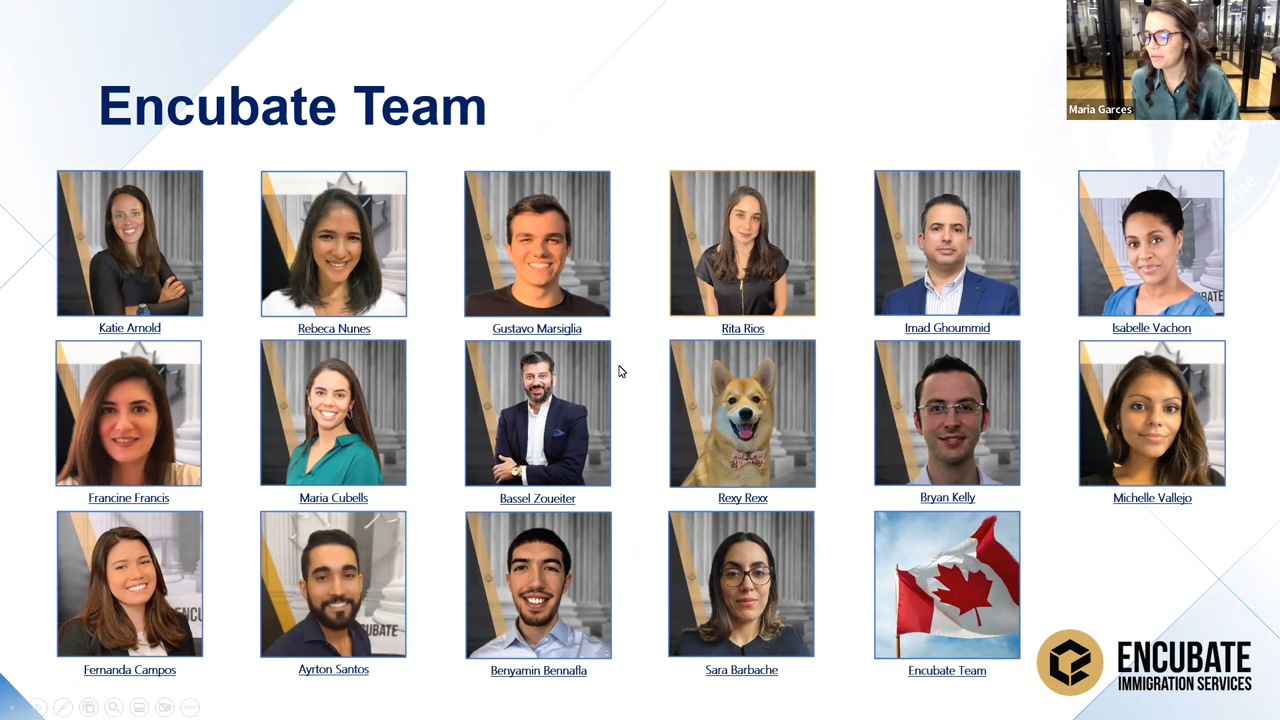 Encubate Team
Maria Garces
Katie Arnold
Rebeca Nunes
Gustavo Marsiglia
Rita Rios
Imad Ghoummid
Isabelle Vachon
Francine Francis
Maria Cubells
Bassel Zoueiter
Rexy Rexx
Bryan Kelly
Michelle Vallejo
Fernanda Campos
Ayrton Santos
Benyamin Bennafla
Sara Barbache
Encubate Team
ENCUBATE
IMMIGRATION SERVICES